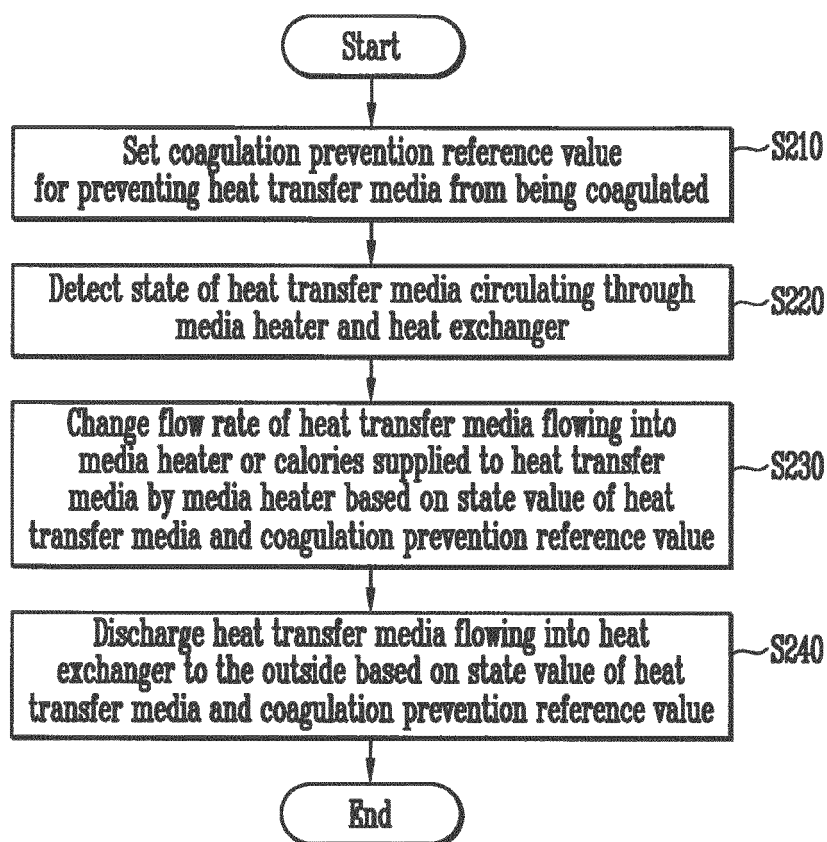 Start
Set coagulation prevention reference value
for preventing heat transfer media from being coagulated
S210
Detect state of heat transfer media circulating through
media heater and heat exchanger
S220
Change flow rate of heat transfer media flowing into
media heater or calories supplied to heat transfer
media by media heater based on state value of heat
transfer media and coagulation prevention reference value
S230
Discharge heat transfer media flowing into heat
exchanger to the outside based on state value of heat
transfer media and coagulation prevention reference value
S240
End